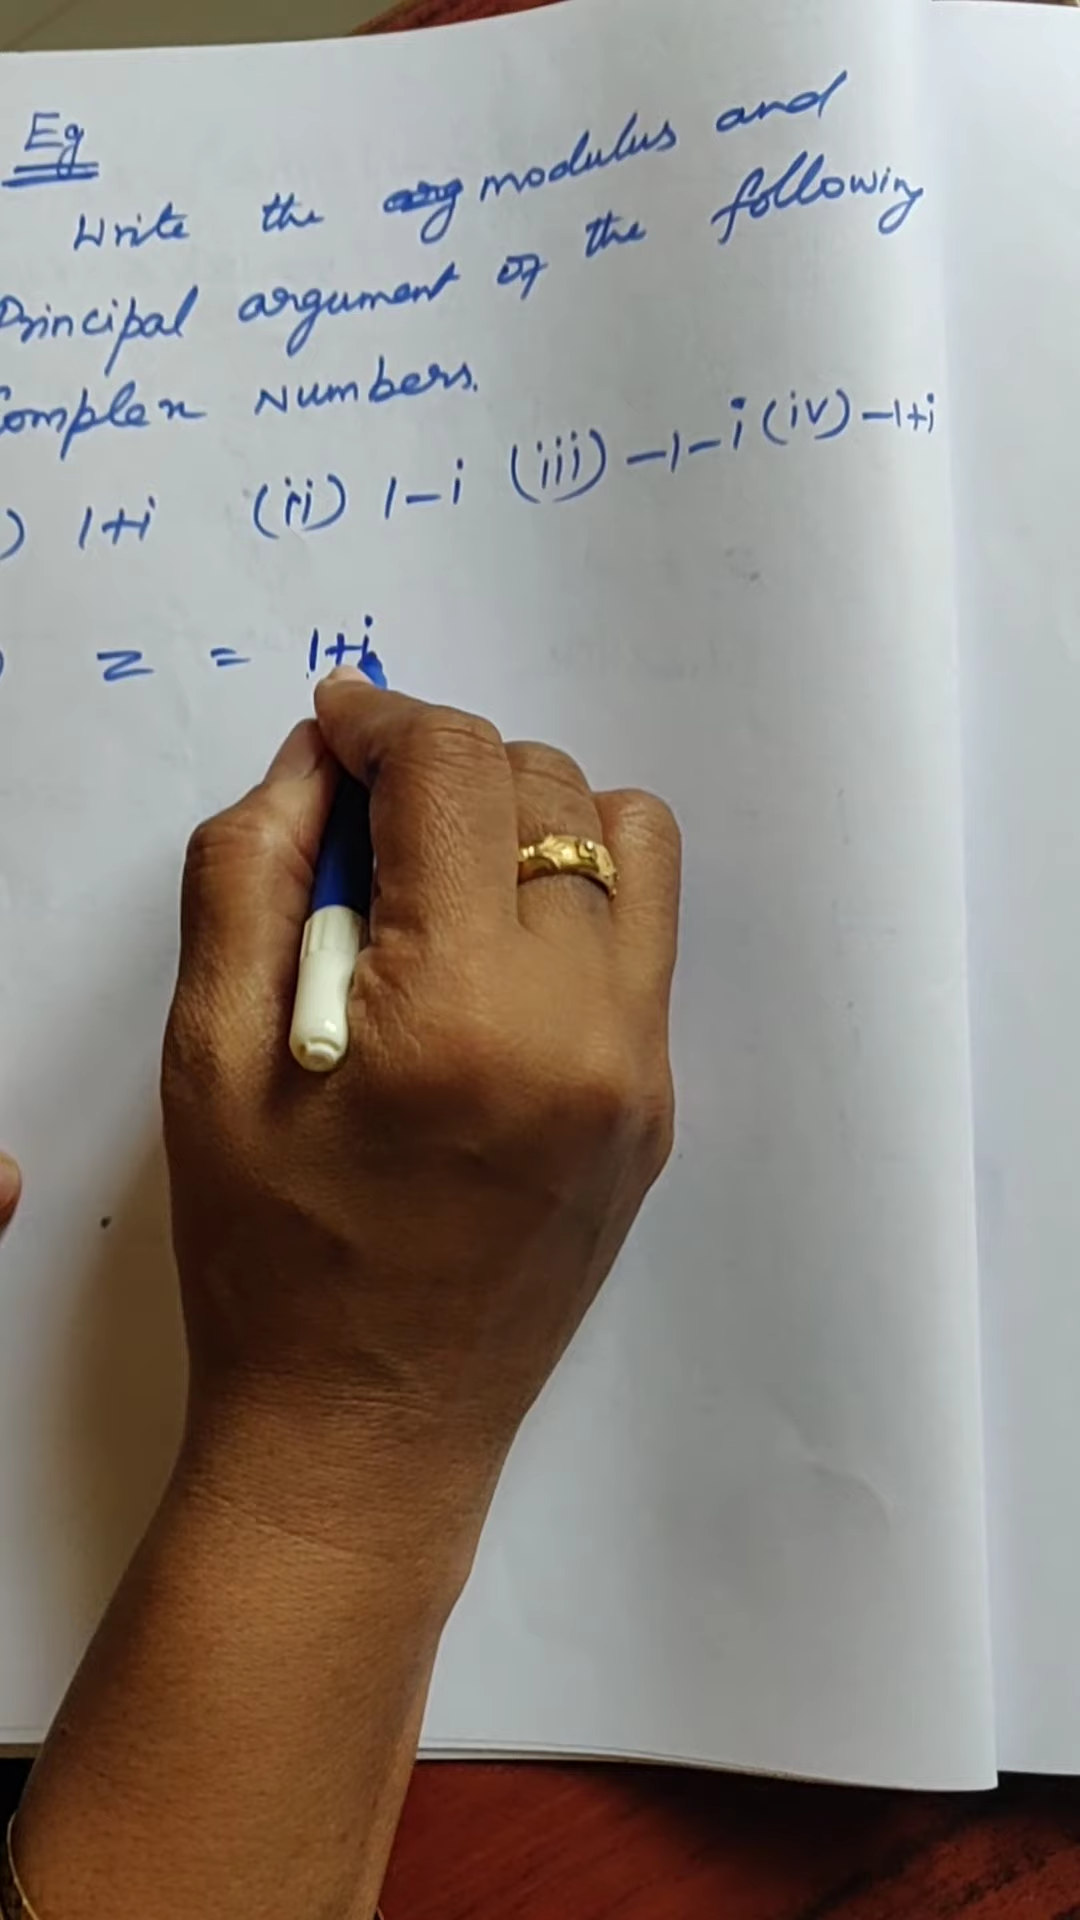 Eg
Write the modulus and
Principal argument of the following
Complex Numbers.
) 1+i (ii) 1-i (iii) -1-i (iv) -1+i
) z = 1+i